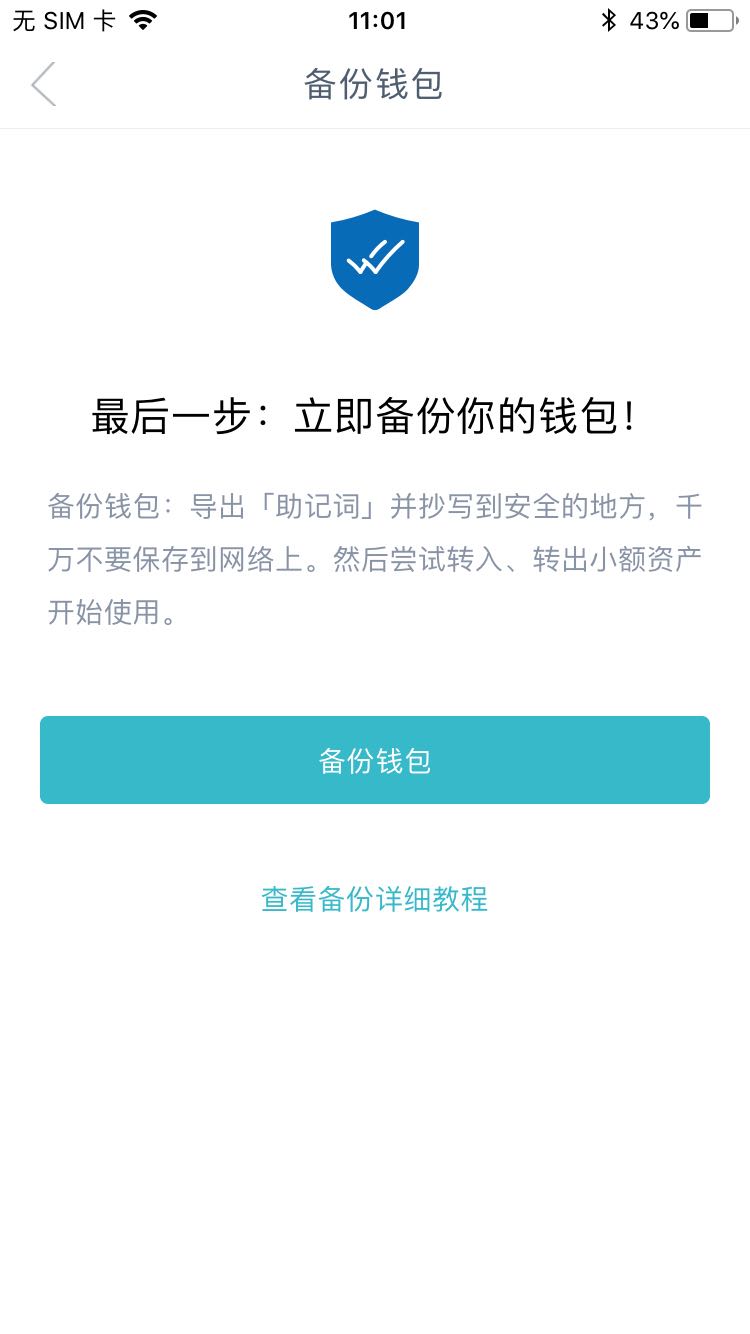 无 SIM 卡 11:01 43%
备份钱包
最后一步：立即备份你的钱包！
备份钱包：导出「助记词」并抄写到安全的地方，千
万不要保存到网络上。然后尝试转入、转出小额资产
开始使用。
备份钱包
查看备份详细教程